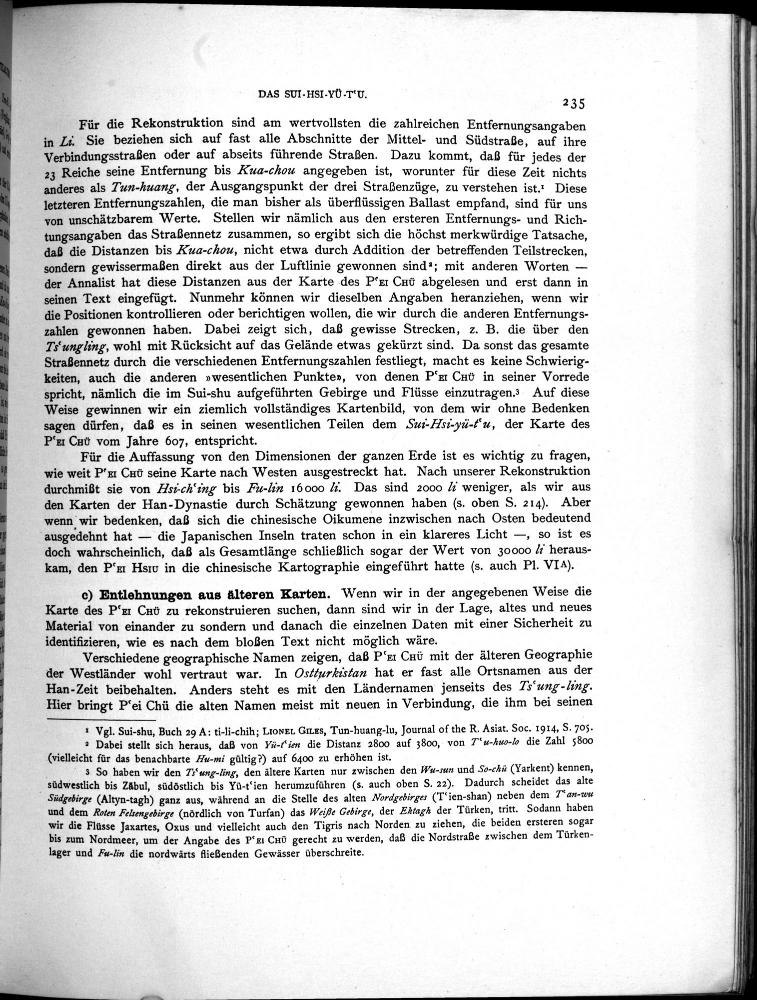 DAS SUI-HSI-YÜ-TʿU.
235
Für die Rekonstruktion sind am wertvollsten die zahlreichen Entfernungsangaben
in Li. Sie beziehen sich auf fast alle Abschnitte der Mittel- und Südstraße, auf ihre
Verbindungsstraßen oder auf abseits führende Straßen. Dazu kommt, daß für jedes der
23 Reiche seine Entfernung bis Kua-chou angegeben ist, worunter für diese Zeit nichts
anderes als Tun-huang, der Ausgangspunkt der drei Straßenzüge, zu verstehen ist.¹ Diese
letzteren Entfernungszahlen, die man bisher als überflüssigen Ballast empfand, sind für uns
von unschätzbarem Werte. Stellen wir nämlich aus den ersteren Entfernungs- und Rich-
tungsangaben das Straßennetz zusammen, so ergibt sich die höchst merkwürdige Tatsache,
daß die Distanzen bis Kua-chou, nicht etwa durch Addition der betreffenden Teilstrecken,
sondern gewissermaßen direkt aus der Luftlinie gewonnen sind²; mit anderen Worten —
der Annalist hat diese Distanzen aus der Karte des PʿEI CHÜ abgelesen und erst dann in
seinen Text eingefügt. Nunmehr können wir dieselben Angaben heranziehen, wenn wir
die Positionen kontrollieren oder berichtigen wollen, die wir durch die anderen Entfernungs-
zahlen gewonnen haben. Dabei zeigt sich, daß gewisse Strecken, z. B. die über den
Tsʿungling, wohl mit Rücksicht auf das Gelände etwas gekürzt sind. Da sonst das gesamte
Straßennetz durch die verschiedenen Entfernungszahlen festliegt, macht es keine Schwierig-
keiten, auch die anderen »wesentlichen Punkte», von denen PʿEI CHÜ in seiner Vorrede
spricht, nämlich die im Sui-shu aufgeführten Gebirge und Flüsse einzutragen.³ Auf diese
Weise gewinnen wir ein ziemlich vollständiges Kartenbild, von dem wir ohne Bedenken
sagen dürfen, daß es in seinen wesentlichen Teilen dem Sui-Hsi-yü-tʿu, der Karte des
PʿEI CHÜ vom Jahre 607, entspricht.
Für die Auffassung von den Dimensionen der ganzen Erde ist es wichtig zu fragen,
wie weit PʿEI CHÜ seine Karte nach Westen ausgestreckt hat. Nach unserer Rekonstruktion
durchmißt sie von Hsi-chʿing bis Fu-lin 16000 li. Das sind 2000 li weniger, als wir aus
den Karten der Han-Dynastie durch Schätzung gewonnen haben (s. oben S. 214). Aber
wenn wir bedenken, daß sich die chinesische Oikumene inzwischen nach Osten bedeutend
ausgedehnt hat — die Japanischen Inseln traten schon in ein klareres Licht —, so ist es
doch wahrscheinlich, daß als Gesamtlänge schließlich sogar der Wert von 30000 li heraus-
kam, den PʿEI HSIU in die chinesische Kartographie eingeführt hatte (s. auch Pl. VIA).
c) Entlehnungen aus älteren Karten. Wenn wir in der angegebenen Weise die
Karte des PʿEI CHÜ zu rekonstruieren suchen, dann sind wir in der Lage, altes und neues
Material von einander zu sondern und danach die einzelnen Daten mit einer Sicherheit zu
identifizieren, wie es nach dem bloßen Text nicht möglich wäre.
Verschiedene geographische Namen zeigen, daß PʿEI CHÜ mit der älteren Geographie
der Westländer wohl vertraut war. In Ostturkistan hat er fast alle Ortsnamen aus der
Han-Zeit beibehalten. Anders steht es mit den Ländernamen jenseits des Tsʿung-ling.
Hier bringt Pʿei Chü die alten Namen meist mit neuen in Verbindung, die ihm bei seinen
¹ Vgl. Sui-shu, Buch 29 A: ti-li-chih; LIONEL GILES, Tun-huang-lu, Journal of the R. Asiat. Soc. 1914, S. 705.
² Dabei stellt sich heraus, daß von Yü-tʿien die Distanz 2800 auf 3800, von Tʿu-huo-lo die Zahl 5800
(vielleicht für das benachbarte Hu-mi gültig?) auf 6400 zu erhöhen ist.
³ So haben wir den Tsʿung-ling, den ältere Karten nur zwischen den Wu-sun und So-chü (Yarkent) kennen,
südwestlich bis Zâbul, südöstlich bis Yü-tʿien herumzuführen (s. auch oben S. 22). Dadurch scheidet das alte
Südgebirge (Altyn-tagh) ganz aus, während an die Stelle des alten Nordgebirges (Tʿien-shan) neben dem Tʿan-wu
und dem Roten Felsengebirge (nördlich von Turfan) das Weiße Gebirge, der Ektagh der Türken, tritt. Sodann haben
wir die Flüsse Jaxartes, Oxus und vielleicht auch den Tigris nach Norden zu ziehen, die beiden ersteren sogar
bis zum Nordmeer, um der Angabe des PʿEI CHÜ gerecht zu werden, daß die Nordstraße zwischen dem Türken-
lager und Fu-lin die nordwärts fließenden Gewässer überschreite.